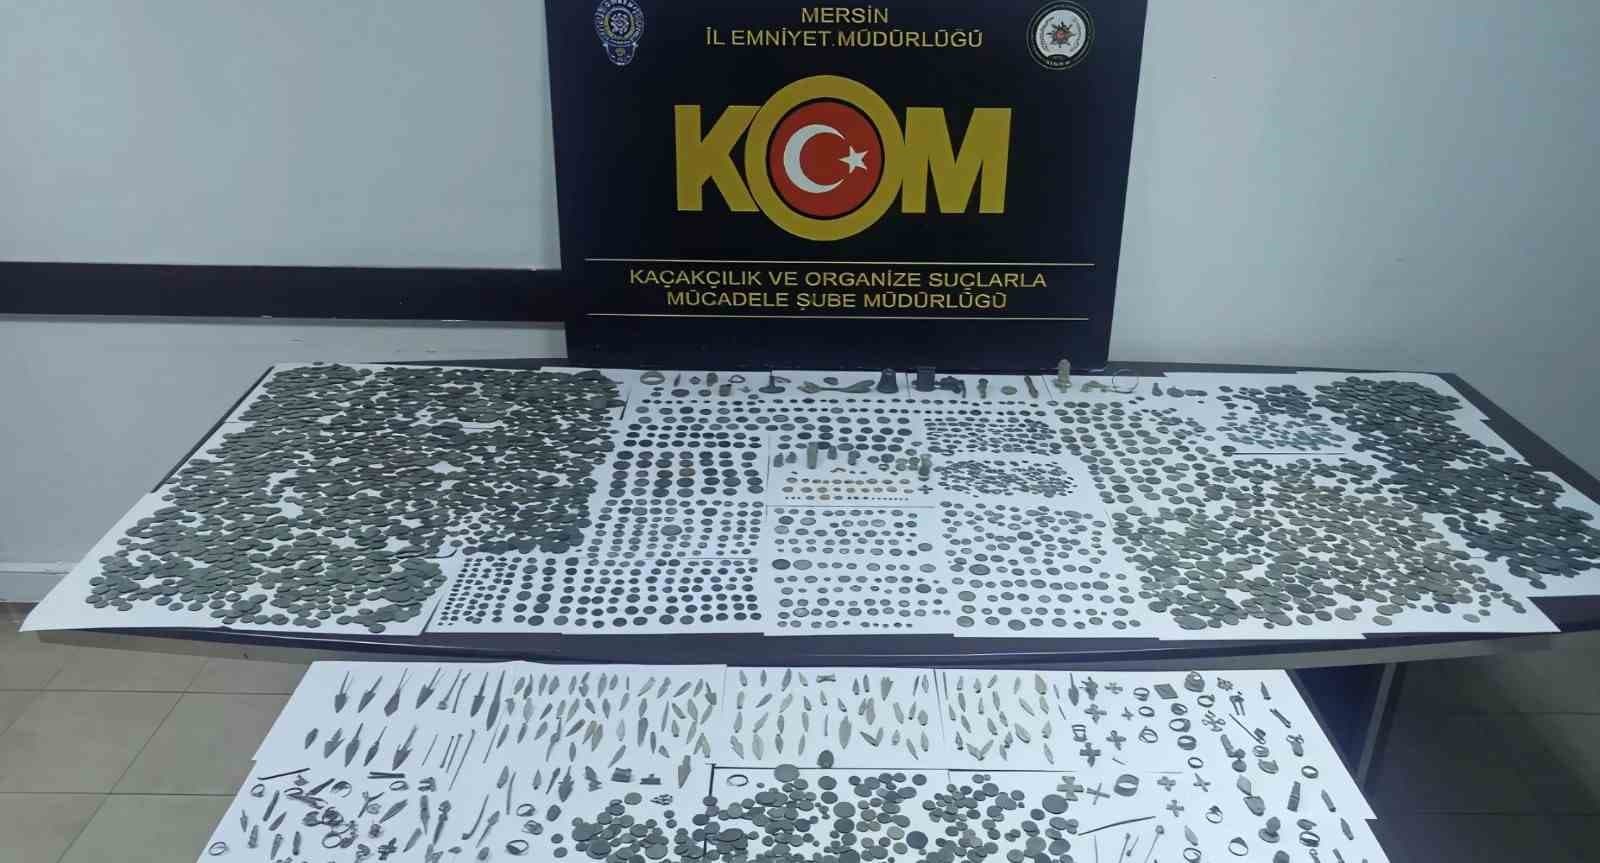 MERSİN
İL EMNİYET MÜDÜRLÜĞÜ
KOM
KAÇAKÇILIK VE ORGANİZE SUÇLARLA
MÜCADELE ŞUBE MÜDÜRLÜĞÜ